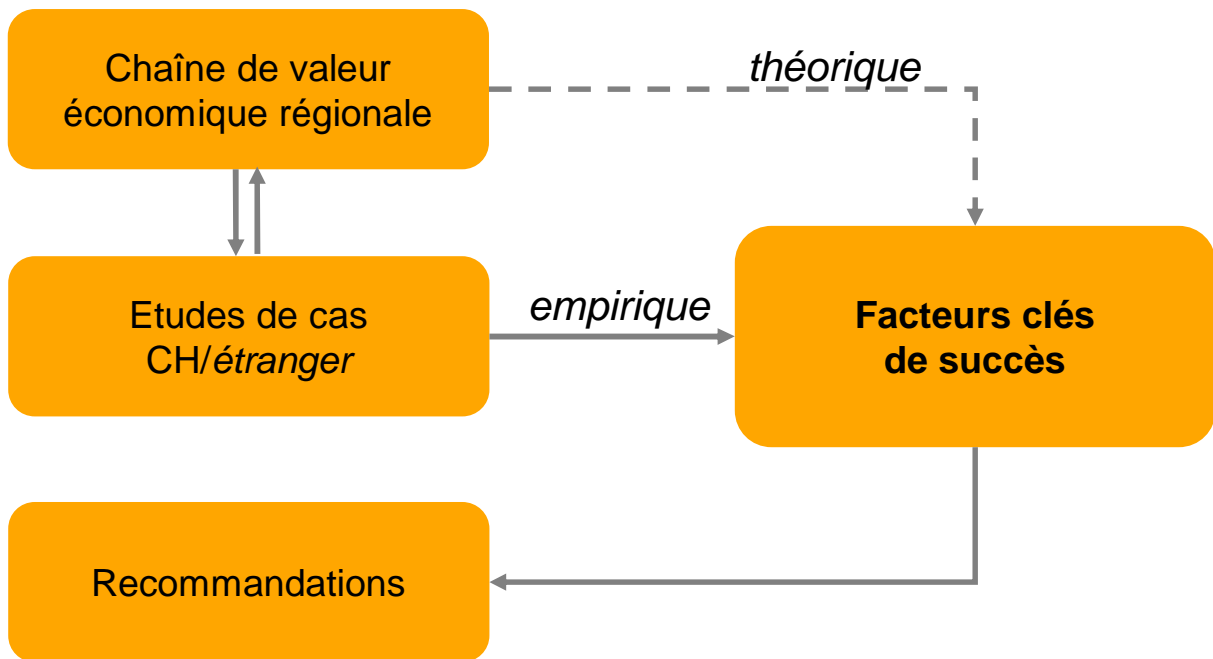 Chaîne de valeur
économique régionale
théorique
Etudes de cas
CH/étranger
empirique
Facteurs clés
de succès
Recommandations